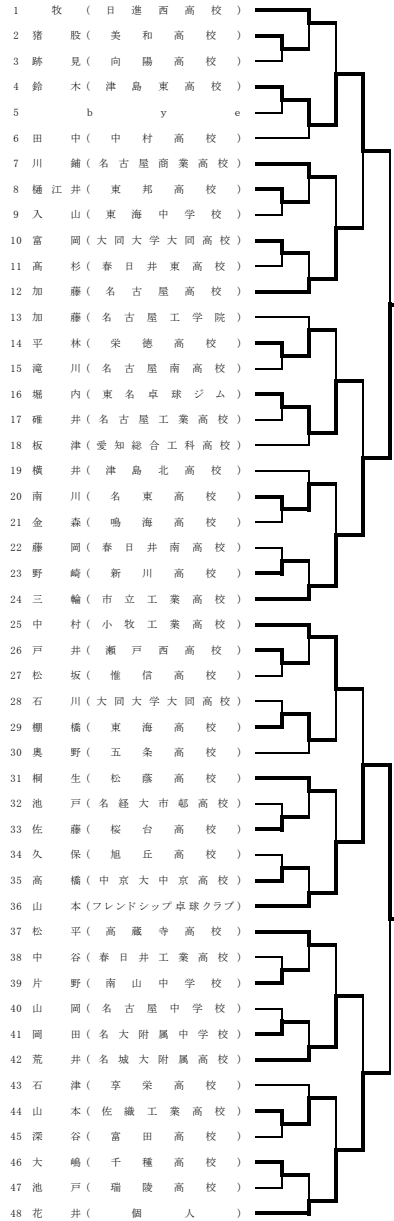 1 牧 ( 日進西高校 )
2 猪股 ( 美和高校 )
3 跡見 ( 向陽高校 )
4 鈴木 ( 津島東高校 )
5 bye
6 田中 ( 中村高校 )
7 川鋪 ( 名古屋商業高校 )
8 樋江井 ( 東邦高校 )
9 入山 ( 東海中学校 )
10 富岡 ( 大同大学大同高校 )
11 髙杉 ( 春日井東高校 )
12 加藤 ( 名古屋高校 )
13 加藤 ( 名古屋工学院 )
14 平林 ( 栄徳高校 )
15 滝川 ( 名古屋南高校 )
16 堀内 ( 東名卓球ジム )
17 碓井 ( 名古屋工業高校 )
18 板津 ( 愛知総合工科高校 )
19 横井 ( 津島北高校 )
20 南川 ( 名東高校 )
21 金森 ( 鳴海高校 )
22 藤岡 ( 春日井南高校 )
23 野崎 ( 新川高校 )
24 三輪 ( 市立工業高校 )
25 中村 ( 小牧工業高校 )
26 戸井 ( 瀬戸西高校 )
27 松坂 ( 惟信高校 )
28 石川 ( 大同大学大同高校 )
29 棚橋 ( 東海高校 )
30 奥野 ( 五条高校 )
31 桐生 ( 松蔭高校 )
32 池戸 ( 名経大市邨高校 )
33 佐藤 ( 桜台高校 )
34 久保 ( 旭丘高校 )
35 高橋 ( 中京大中京高校 )
36 山本 ( フレンドシップ卓球クラブ )
37 松平 ( 高蔵寺高校 )
38 中谷 ( 春日井工業高校 )
39 片野 ( 南山中学校 )
40 山岡 ( 名古屋中学校 )
41 岡田 ( 名大附属中学校 )
42 荒井 ( 名城大附属高校 )
43 石津 ( 享栄高校 )
44 山本 ( 佐織工業高校 )
45 深谷 ( 富田高校 )
46 大嶋 ( 千種高校 )
47 池戸 ( 瑞陵高校 )
48 花井 ( 個人 )